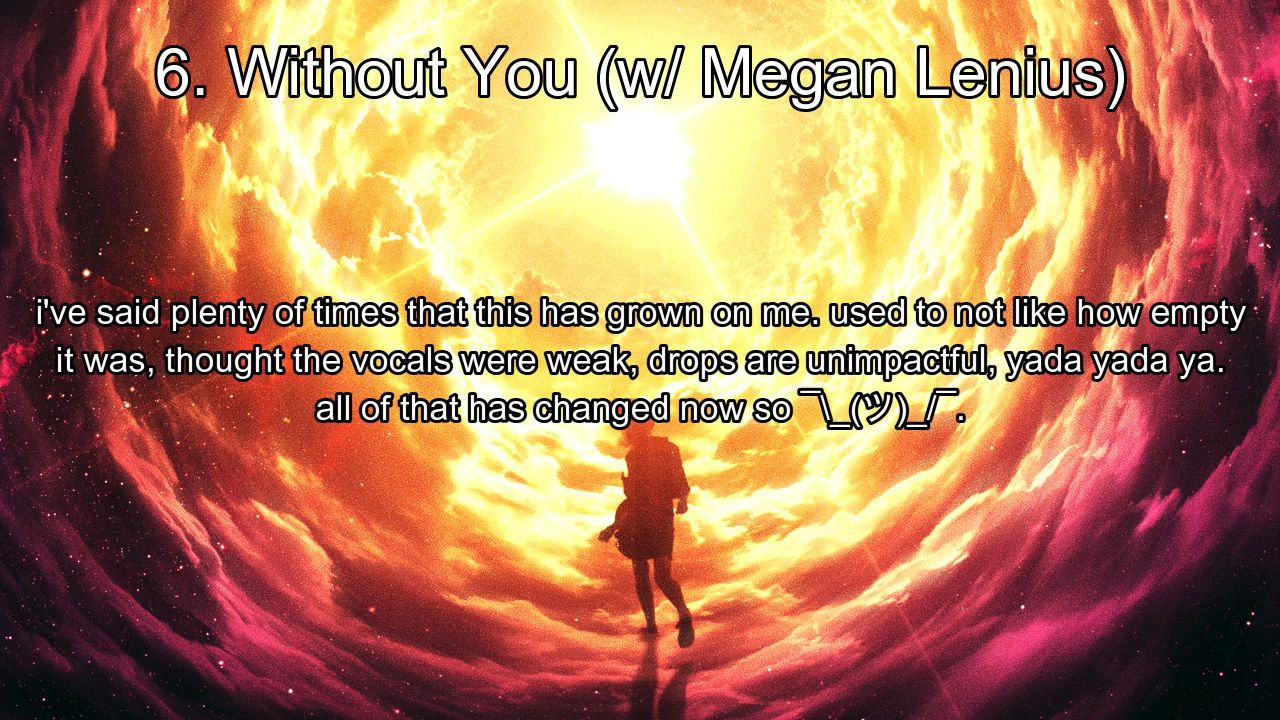 6. Without You (w/ Megan Lenius)
i've said plenty of times that this has grown on me. used to not like how empty
it was, thought the vocals were weak, drops are unimpactful, yada yada ya.
all of that has changed now so ¯\_(ツ)_/¯.